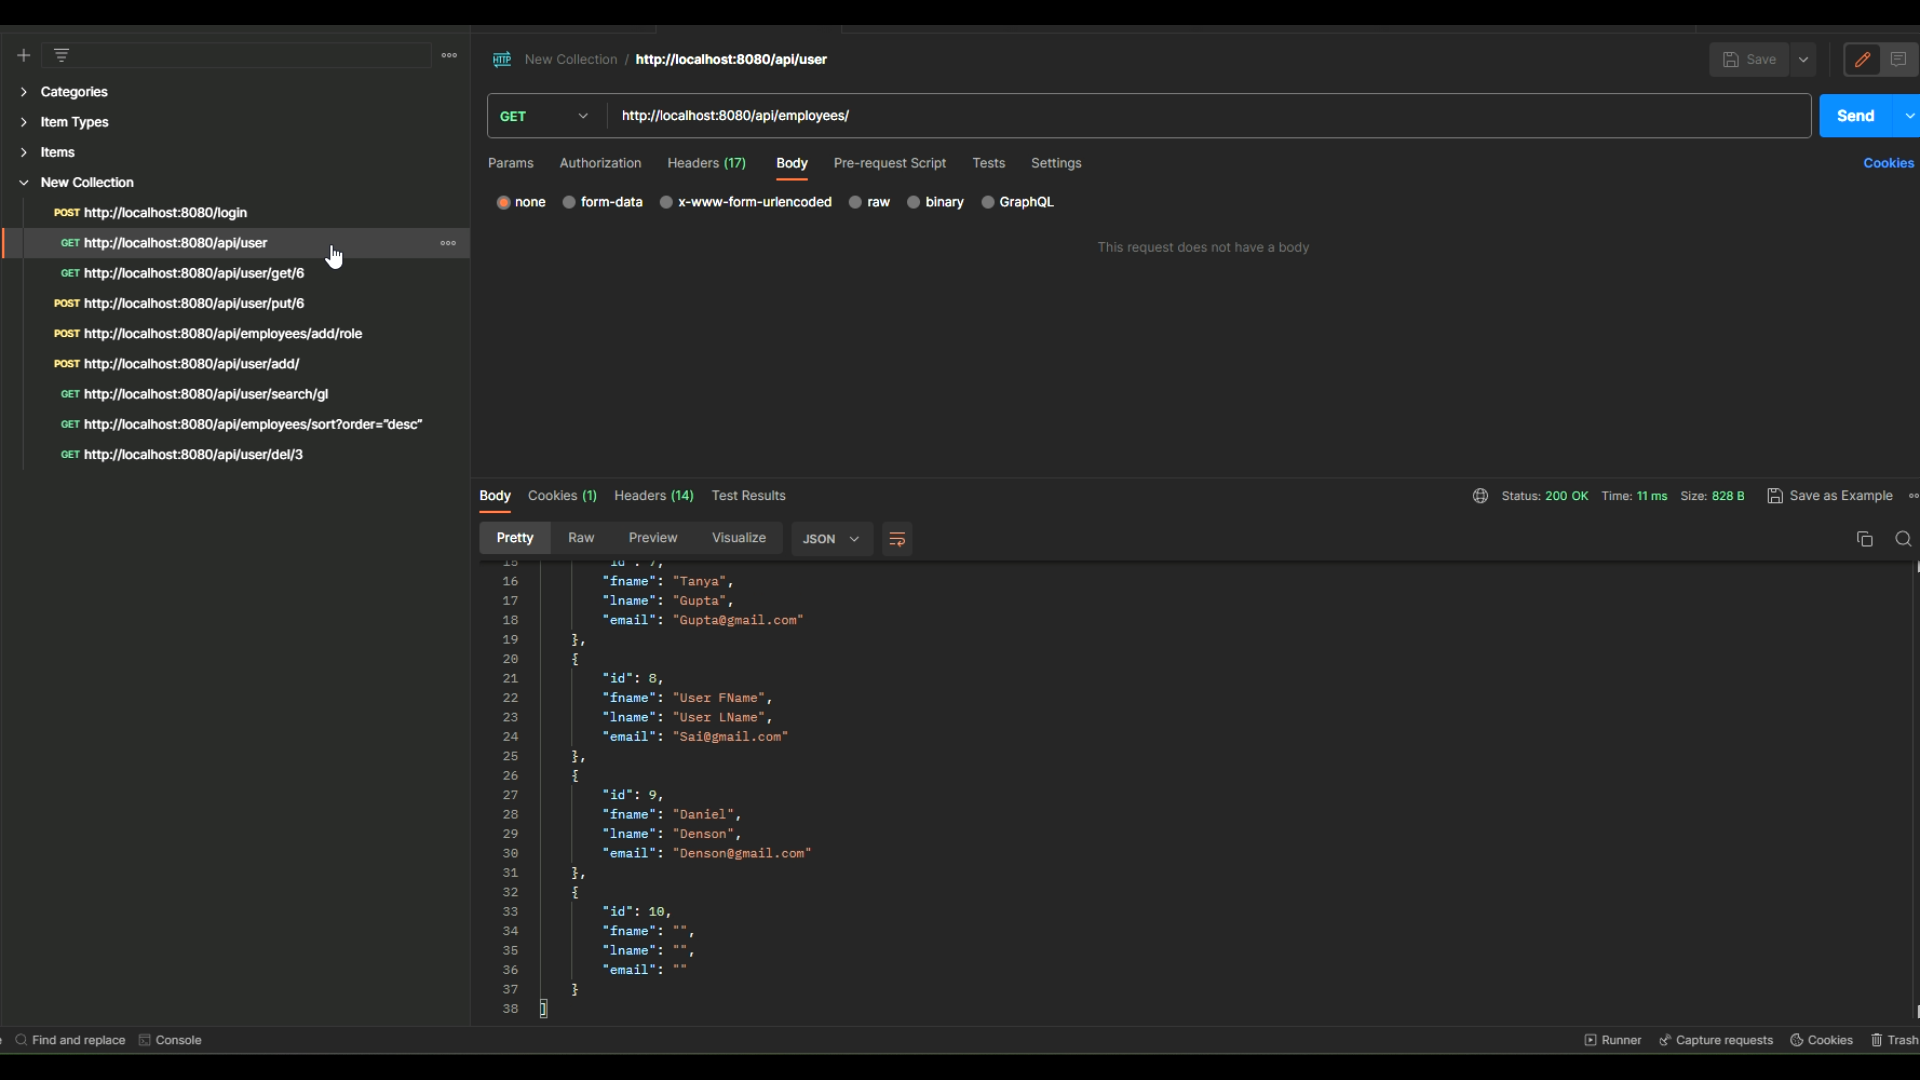 HTTP New Collection / http://localhost:8080/api/user
Save
Categories
Item Types
Items
New Collection
POST http://localhost:8080/login
GET http://localhost:8080/api/user
GET http://localhost:8080/api/user/get/6
POST http://localhost:8080/api/user/put/6
POST http://localhost:8080/api/employees/add/role
POST http://localhost:8080/api/user/add/
GET http://localhost:8080/api/user/search/gl
GET http://localhost:8080/api/employees/sort?order="desc"
GET http://localhost:8080/api/user/del/3
GET http://localhost:8080/api/employees/ Send
Params Authorization Headers (17) Body Pre-request Script Tests Settings Cookies
none form-data x-www-form-urlencoded raw binary GraphQL
This request does not have a body
Body Cookies (1) Headers (14) Test Results Status: 200 OK Time: 11 ms Size: 828 B Save as Example
Pretty Raw Preview Visualize JSON
15 "id": 7,
16 "fname": "Tanya",
17 "lname": "Gupta",
18 "email": "Gupta@gmail.com"
19 },
20 {
21 "id": 8,
22 "fname": "User FName",
23 "lname": "User LName",
24 "email": "Sai@gmail.com"
25 },
26 {
27 "id": 9,
28 "fname": "Daniel",
29 "lname": "Denson",
30 "email": "Denson@gmail.com"
31 },
32 {
33 "id": 10,
34 "fname": "",
35 "lname": "",
36 "email": ""
37 }
38 ]
Find and replace Console Runner Capture requests Cookies Trash